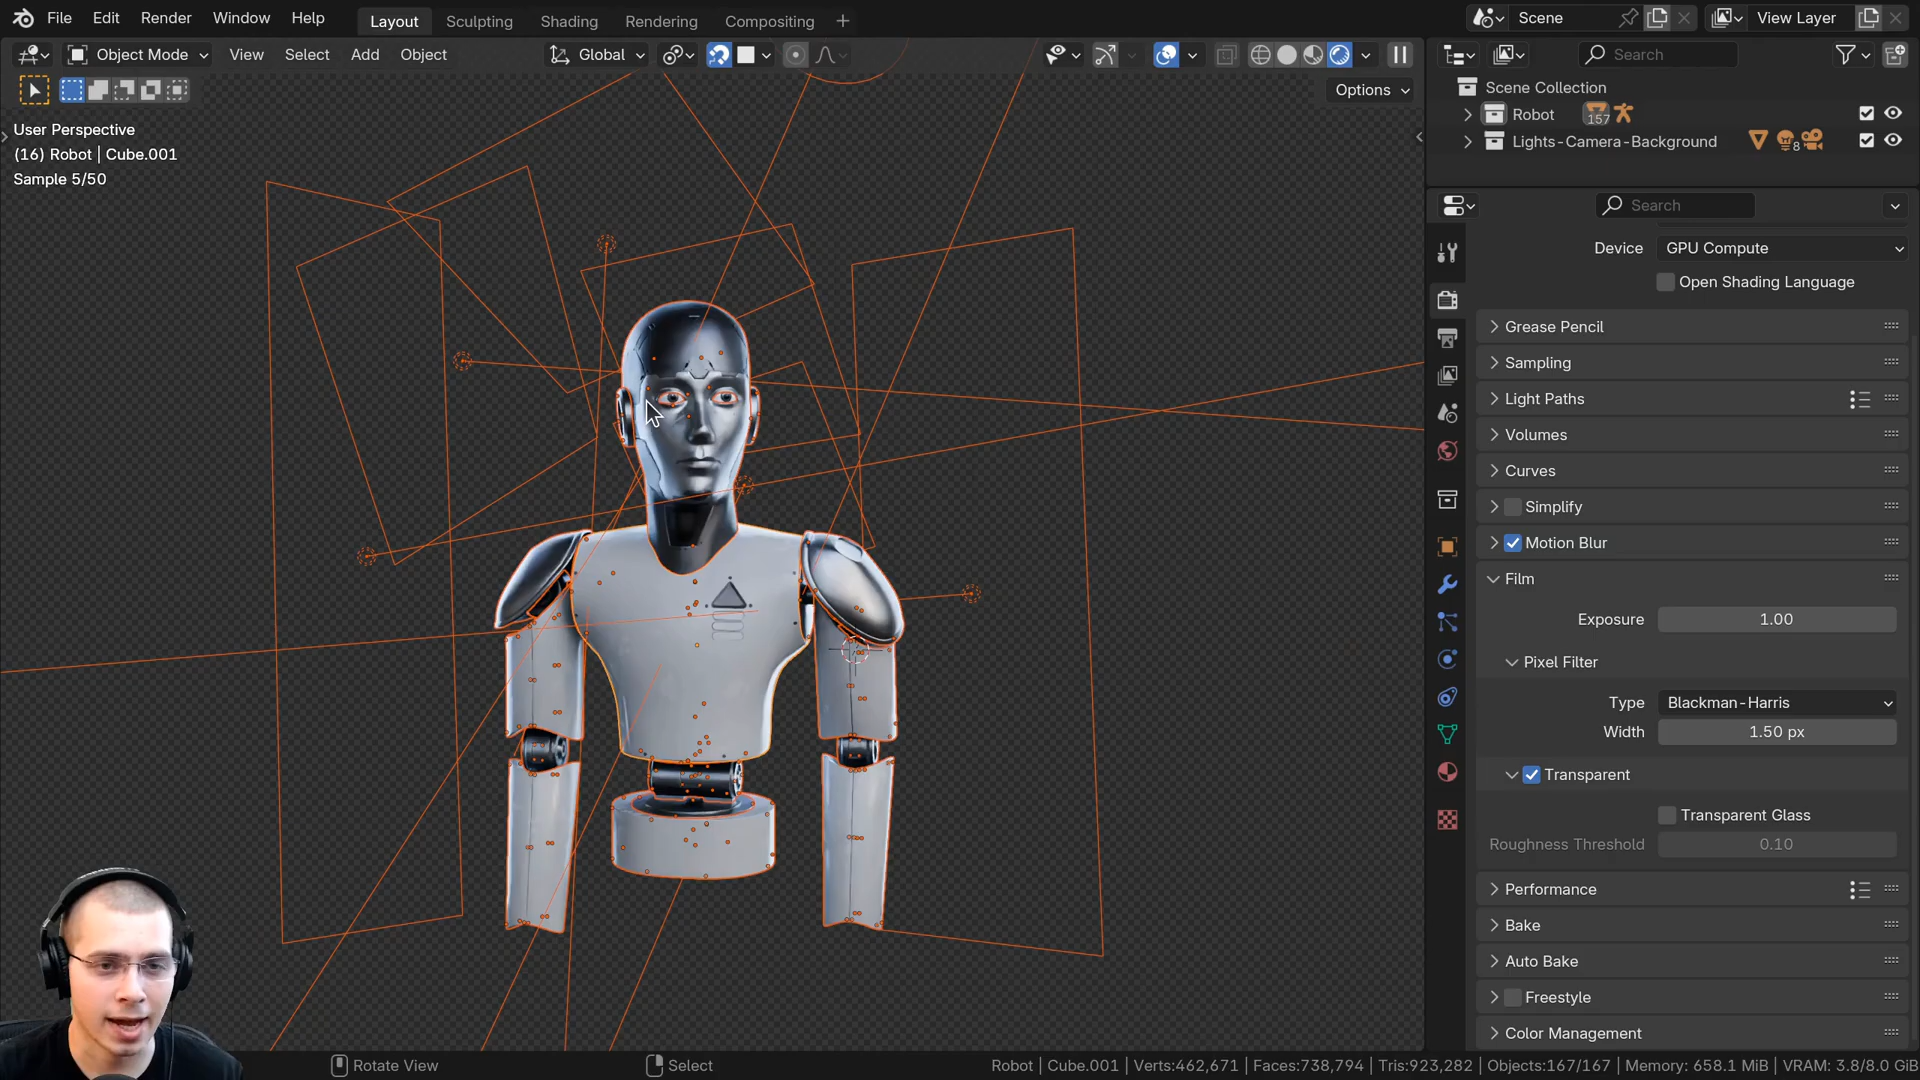 File Edit Render Window Help
Layout Sculpting Shading Rendering Compositing +
Scene
View Layer
Object Mode View Select Add Object
Global
Options
User Perspective
(16) Robot | Cube.001
Sample 5/50
Search
Scene Collection
Robot 157
Lights-Camera-Background 8
Search
Device GPU Compute
Open Shading Language
Grease Pencil
Sampling
Light Paths
Volumes
Curves
Simplify
Motion Blur
Film
Exposure 1.00
Pixel Filter
Type Blackman-Harris
Width 1.50 px
Transparent
Transparent Glass
Roughness Threshold 0.10
Performance
Bake
Auto Bake
Freestyle
Color Management
Rotate View
Select
Robot | Cube.001 | Verts:462,671 | Faces:738,794 | Tris:923,282 | Objects:167/167 | Memory: 658.1 MiB | VRAM: 3.8/8.0 GiB